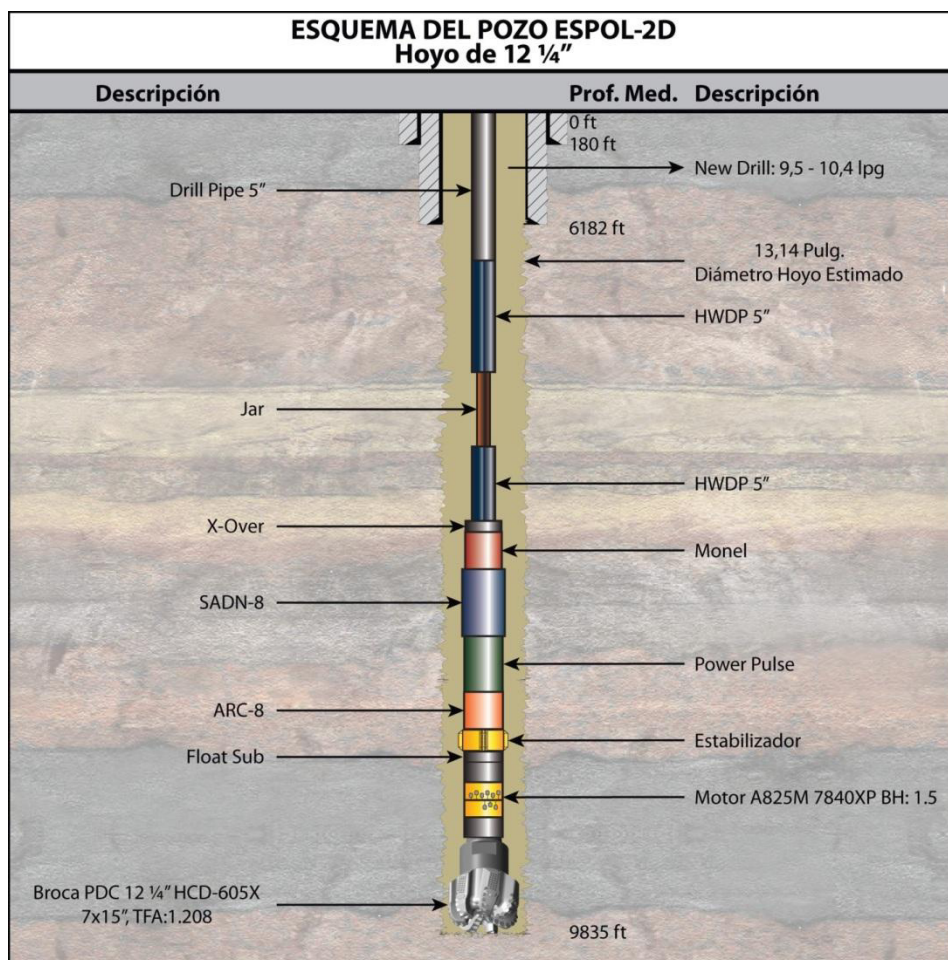 ESQUEMA DEL POZO ESPOL-2D
Hoyo de 12 ¼”
Descripción Prof. Med. Descripción
0 ft
180 ft
New Drill: 9,5 - 10,4 lpg
Drill Pipe 5”
6182 ft
13,14 Pulg.
Diámetro Hoyo Estimado
HWDP 5”
Jar
HWDP 5”
X-Over
Monel
SADN-8
Power Pulse
ARC-8
Estabilizador
Float Sub
Motor A825M 7840XP BH: 1.5
Broca PDC 12 ¼” HCD-605X
7x15”, TFA:1.208
9835 ft